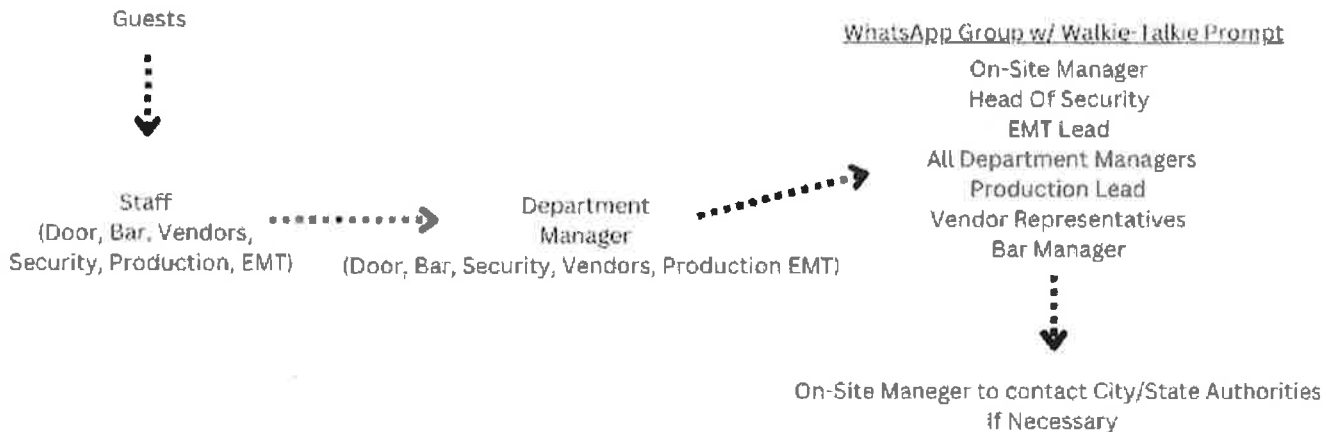 Guests
Staff
(Door, Bar, Vendors,
Security, Production, EMT)
Department
Manager
(Door, Bar, Security, Vendors, Production EMT)
WhatsApp Group w/ Walkie-Talkie Prompt
On-Site Manager
Head Of Security
EMT Lead
All Department Managers
Production Lead
Vendor Representatives
Bar Manager
On-Site Maneger to contact City/State Authorities
If Necessary